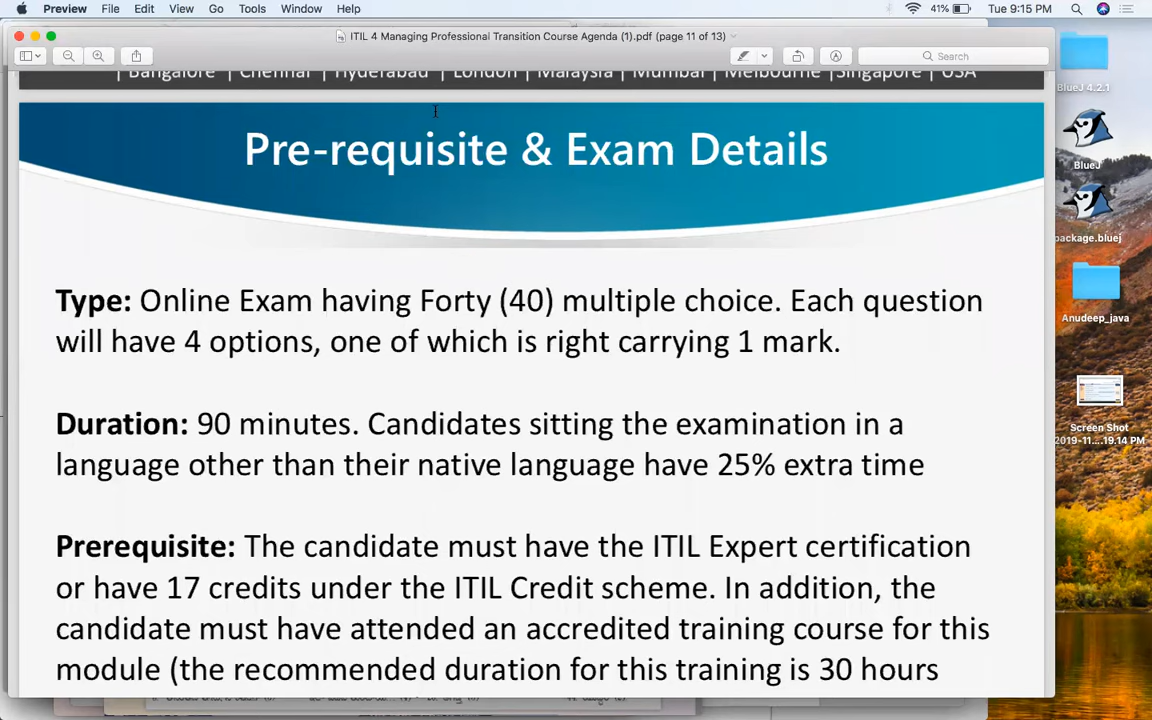 Preview File Edit View Go Tools Window Help 41% Tue 9:15 PM
ITIL 4 Managing Professional Transition Course Agenda (1).pdf (page 11 of 13)
Search
| Bangalore | Chennai | Hyderabad | London | Malaysia | Mumbai | Melbourne |Singapore | USA
Pre-requisite & Exam Details
Type: Online Exam having Forty (40) multiple choice. Each question
will have 4 options, one of which is right carrying 1 mark.
Duration: 90 minutes. Candidates sitting the examination in a
language other than their native language have 25% extra time
Prerequisite: The candidate must have the ITIL Expert certification
or have 17 credits under the ITIL Credit scheme. In addition, the
candidate must have attended an accredited training course for this
module (the recommended duration for this training is 30 hours
BlueJ 4.2.1
BlueJ
package.bluej
Anudeep_java
Screen Shot
2019-11....19.14 PM